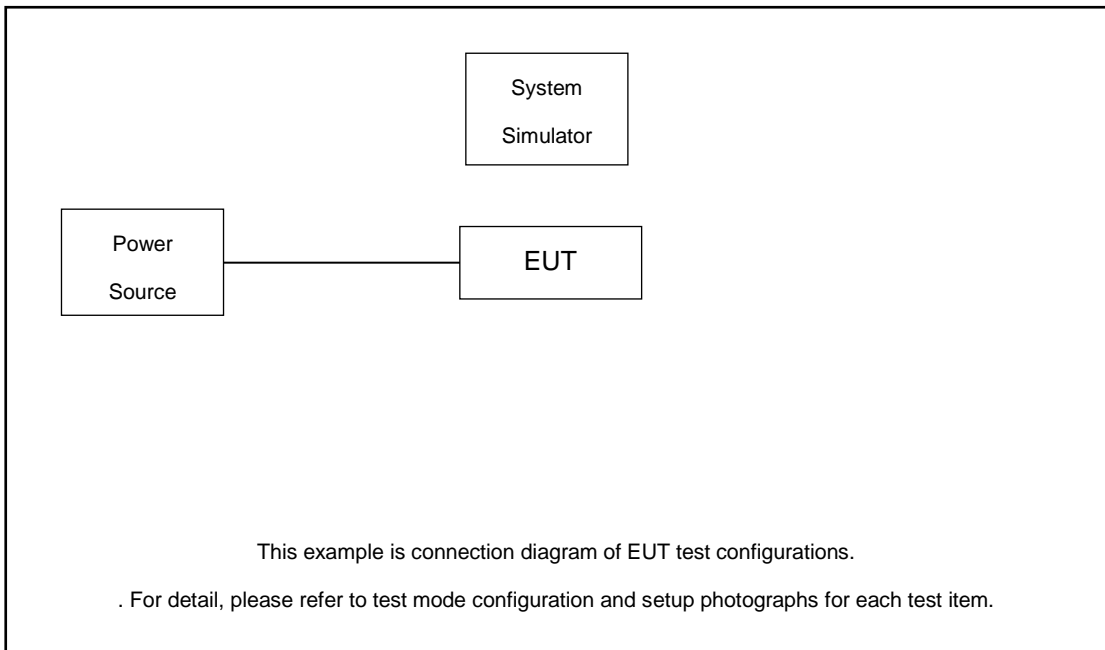 System
Simulator
Power
Source
EUT
This example is connection diagram of EUT test configurations.
. For detail, please refer to test mode configuration and setup photographs for each test item.